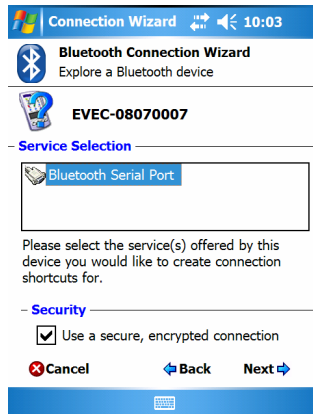 Connection Wizard 10:03
Bluetooth Connection Wizard
Explore a Bluetooth device
EVEC-08070007
Service Selection
Bluetooth Serial Port
Please select the service(s) offered by this
device you would like to create connection
shortcuts for.
Security
Use a secure, encrypted connection
Cancel Back Next